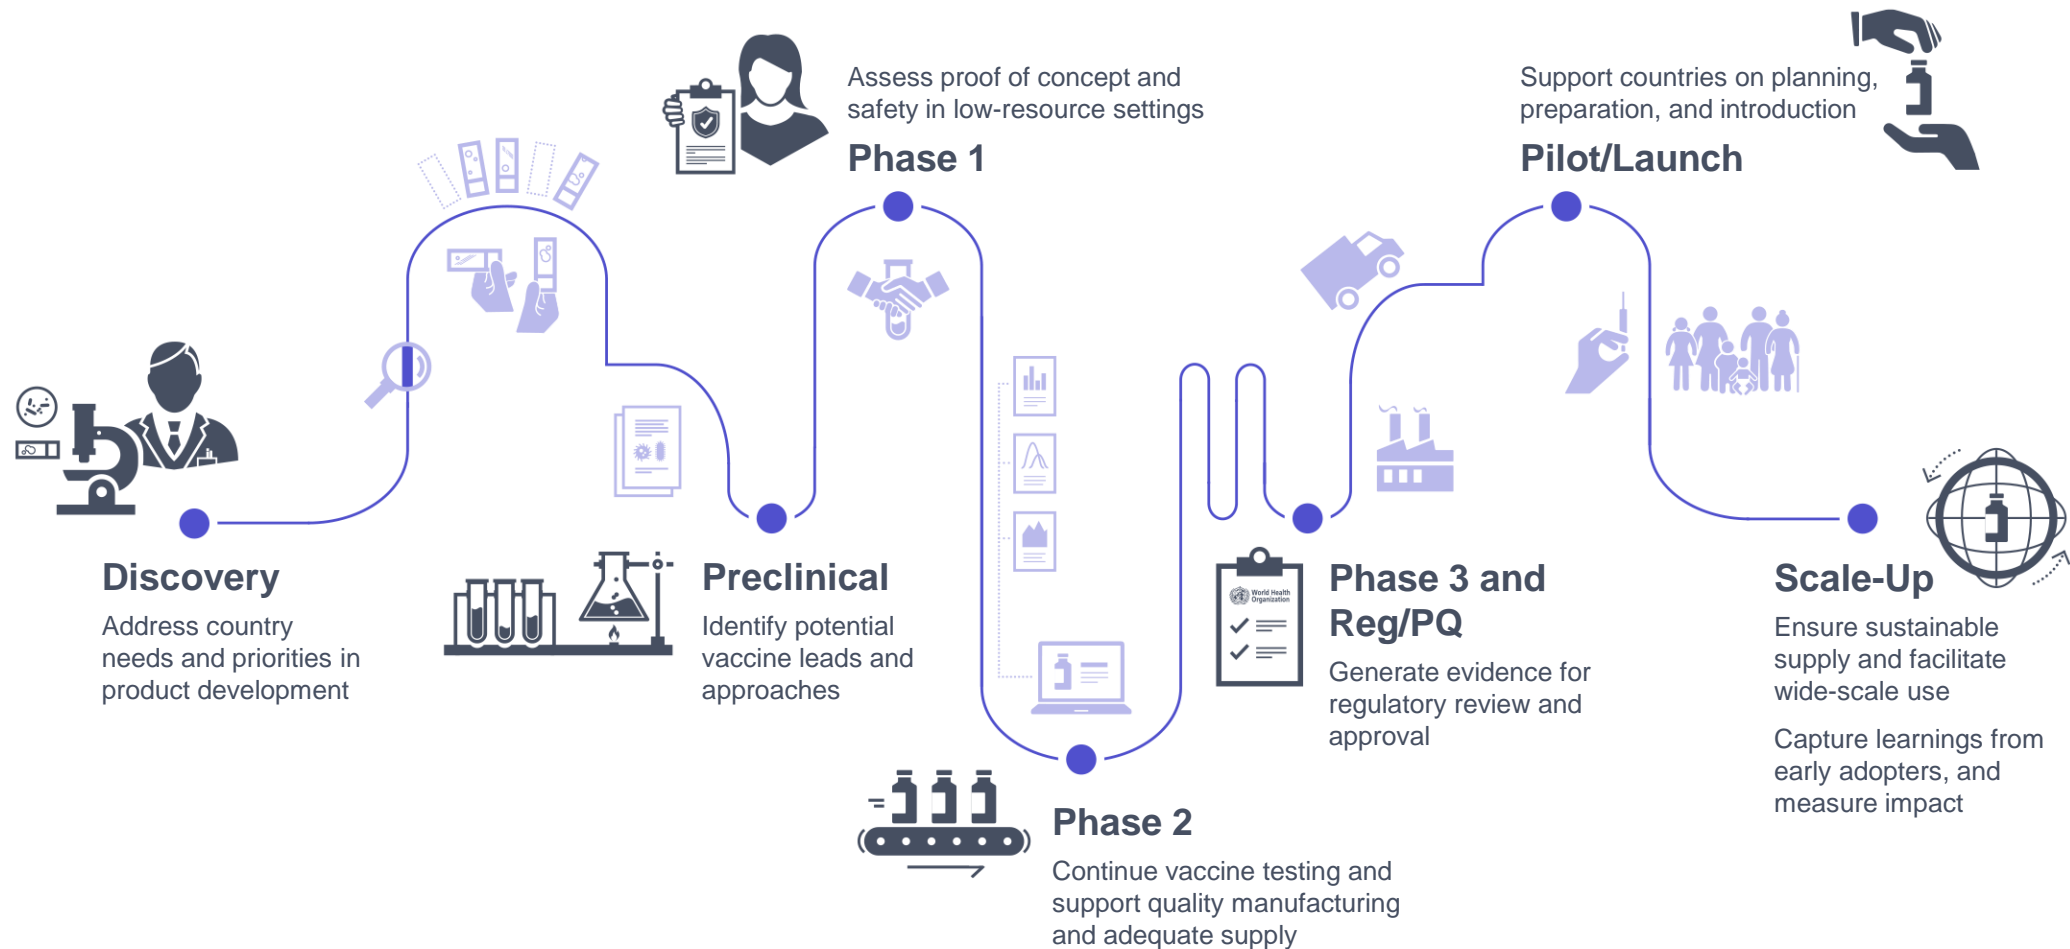 Assess proof of concept and
safety in low-resource settings
Phase 1
Support countries on planning,
preparation, and introduction
Pilot/Launch
Discovery
Address country
needs and priorities in
product development
Preclinical
Identify potential
vaccine leads and
approaches
World Health
Organization
Phase 3 and
Reg/PQ
Generate evidence for
regulatory review and
approval
Scale-Up
Ensure sustainable
supply and facilitate
wide-scale use
Capture learnings from
early adopters, and
measure impact
Phase 2
Continue vaccine testing and
support quality manufacturing
and adequate supply